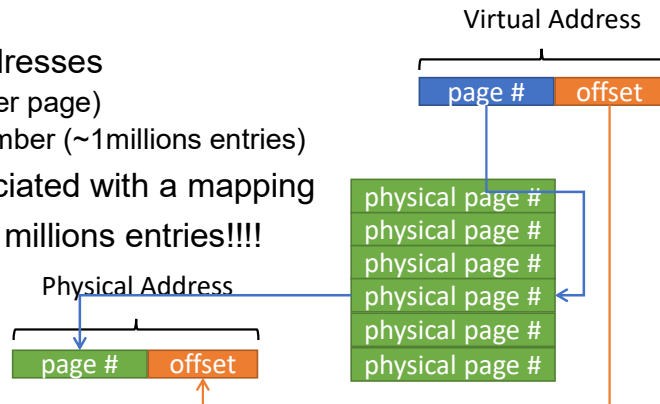 Virtual Address
page # offset
dresses
er page)
mber (~1millions entries)
ciated with a mapping
millions entries!!!!
physical page #
physical page #
physical page #
physical page #
physical page #
physical page #
Physical Address
page # offset